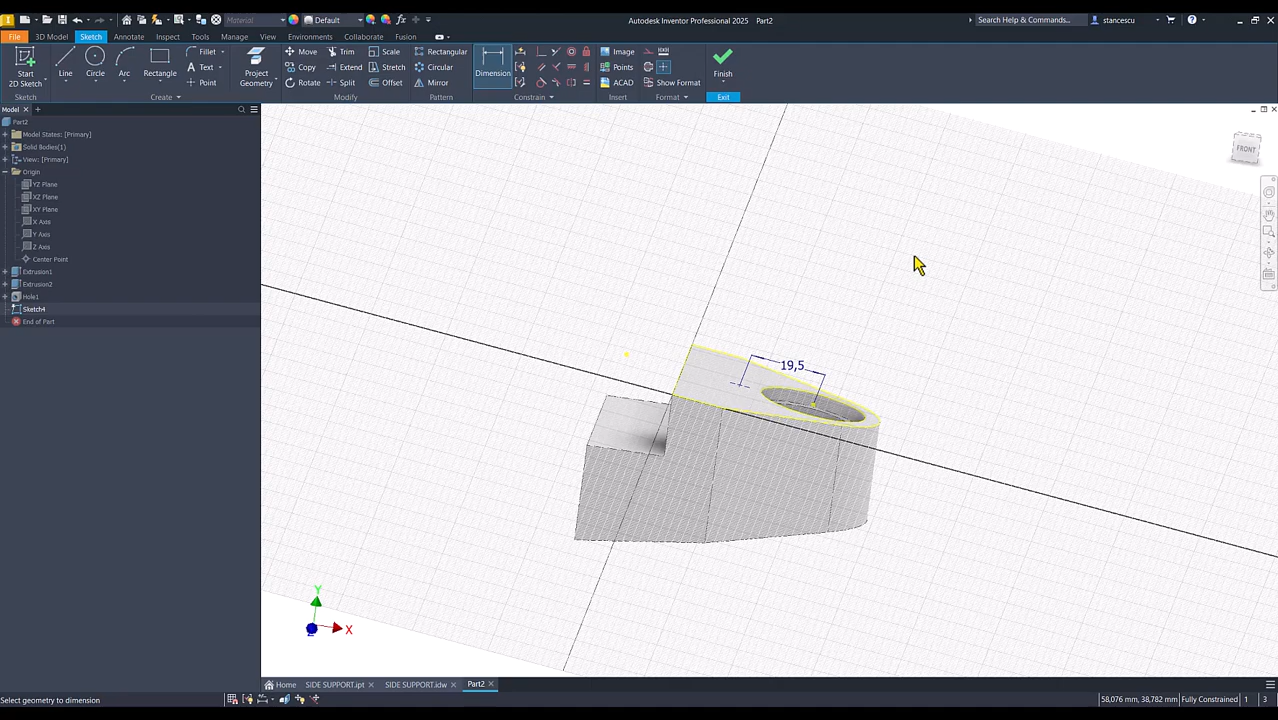 Material
Default
Autodesk Inventor Professional 2025 Part2
Search Help & Commands...
stancescu
File
3D Model
Sketch
Annotate
Inspect
Tools
Manage
View
Environments
Collaborate
Fusion
Start
2D Sketch
Line
Circle
Arc
Rectangle
Fillet
Text
Point
Project
Geometry
Move
Copy
Rotate
Trim
Extend
Split
Scale
Stretch
Offset
Rectangular
Circular
Mirror
Dimension
Image
Points
ACAD
Show Format
Finish
Sketch
Create
Modify
Pattern
Constrain
Insert
Format
Exit
Model
Part2
Model States: [Primary]
Solid Bodies(1)
View: [Primary]
Origin
YZ Plane
XZ Plane
XY Plane
X Axis
Y Axis
Z Axis
Center Point
Extrusion1
Extrusion2
Hole1
Sketch4
End of Part
FRONT
19,5
Y
X
Z
Home
SIDE SUPPORT.ipt
SIDE SUPPORT.idw
Part2
Select geometry to dimension
58,076 mm, 38,782 mm
Fully Constrained
1
3